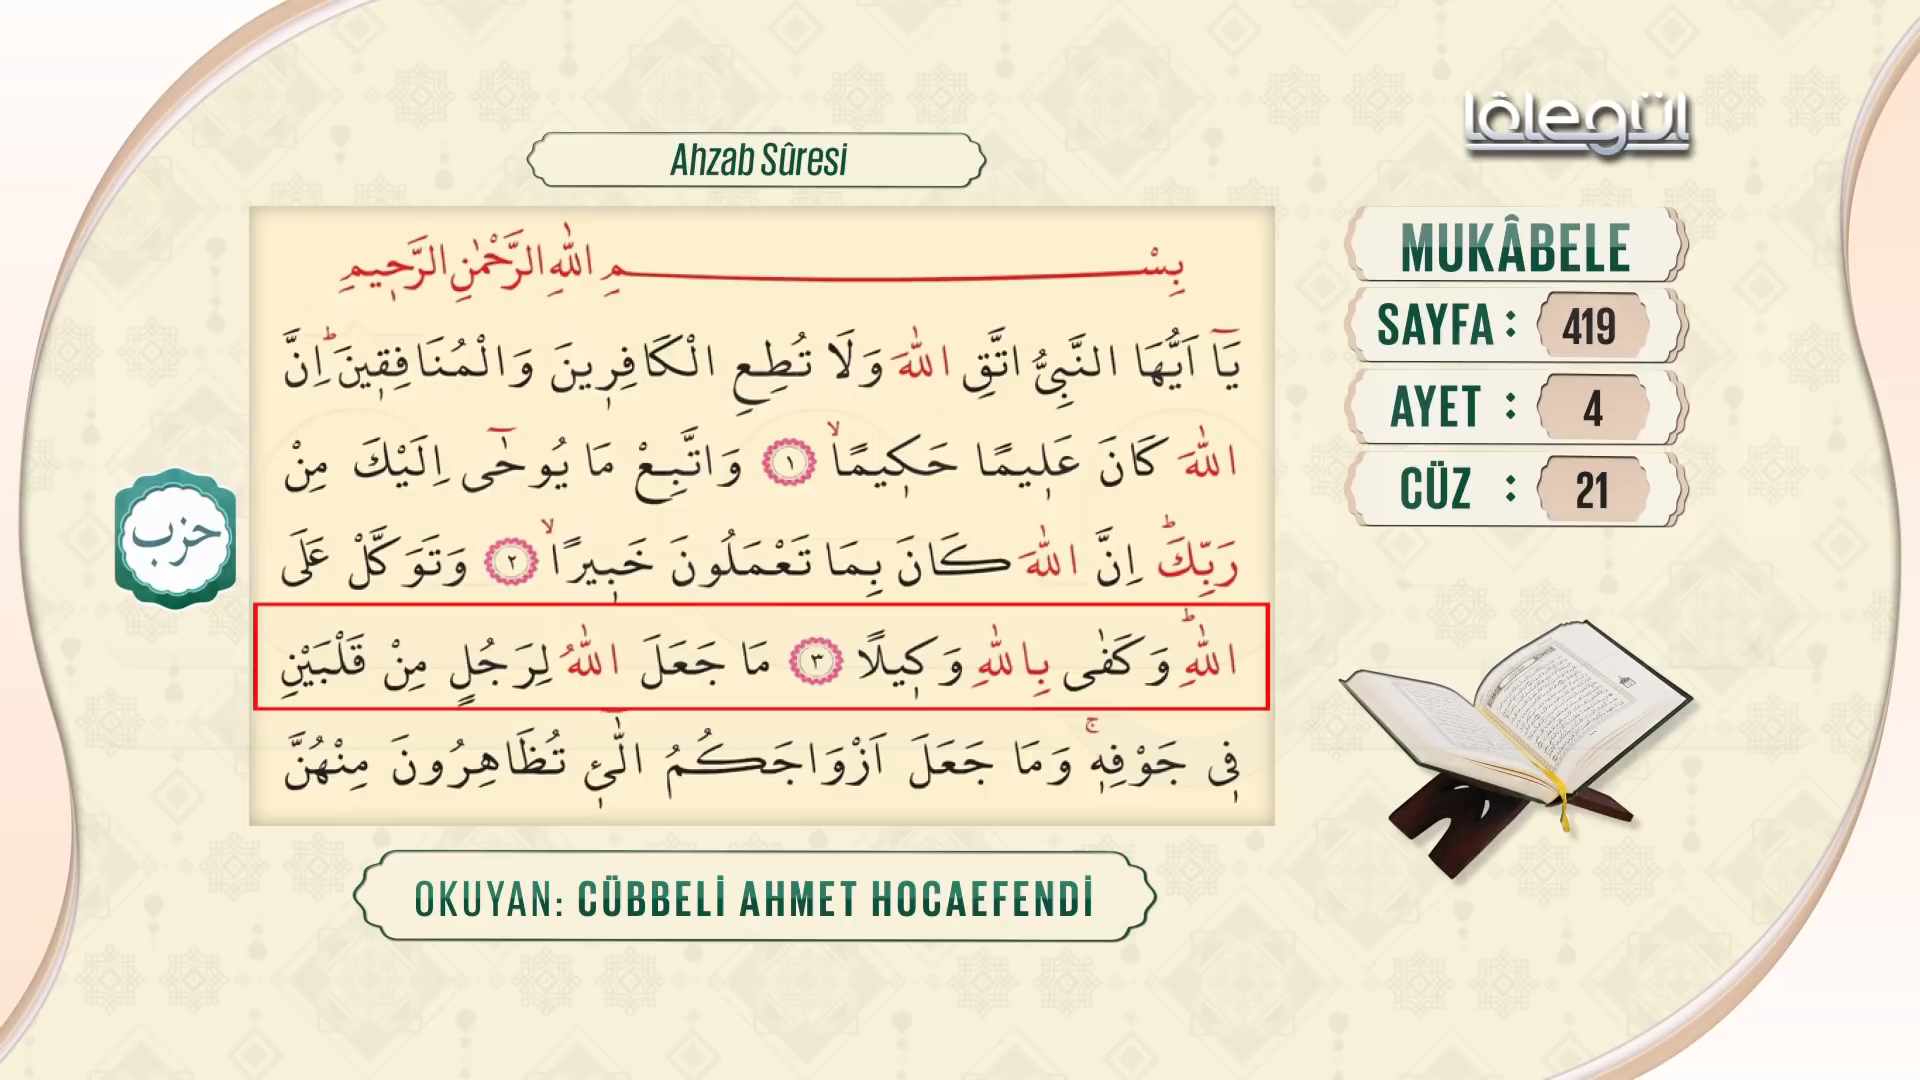 lâlegül
Ahzab Sûresi
بِسْمِ اللّٰهِ الرَّحْمٰنِ الرَّحٖيمِ
يَٓا اَيُّهَا النَّبِيُّ اتَّقِ اللّٰهَ وَلَا تُطِعِ الْكَافِرٖينَ وَالْمُنَافِقٖينَؕ اِنَّ
اللّٰهَ كَانَ عَلٖيمًا حَكٖيمًاۙ ﴿١﴾ وَاتَّبِعْ مَا يُوحٰٓى اِلَيْكَ مِنْ
رَبِّكَؕ اِنَّ اللّٰهَ كَانَ بِمَا تَعْمَلُونَ خَبٖيرًاۙ ﴿٢﴾ وَتَوَكَّلْ عَلَى
اللّٰهِؕ وَكَفٰى بِاللّٰهِ وَكٖيلًا ﴿٣﴾ مَا جَعَلَ اللّٰهُ لِرَجُلٍ مِنْ قَلْبَيْنِ
فٖى جَوْفِهٖۚ وَمَا جَعَلَ اَزْوَاجَكُمُ الّٰٓـٖٔى تُظَاهِرُونَ مِنْهُنَّ
حزب
MUKÂBELE
SAYFA : 419
AYET : 4
CÜZ : 21
OKUYAN: CÜBBELİ AHMET HOCAEFENDİ